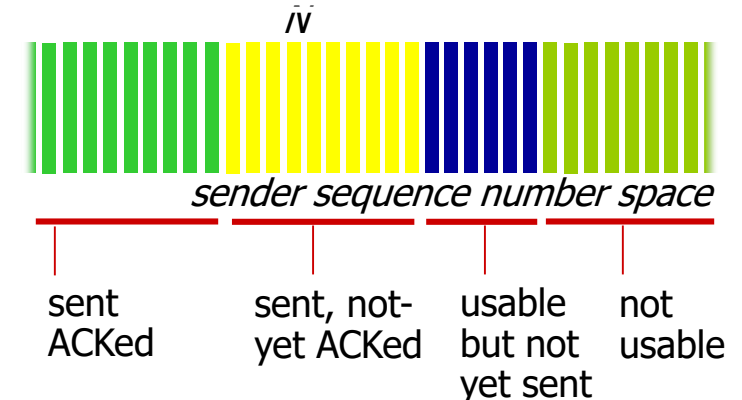 N
sender sequence number space
sent
ACKed
sent, not-
yet ACKed
usable
but not
yet sent
not
usable